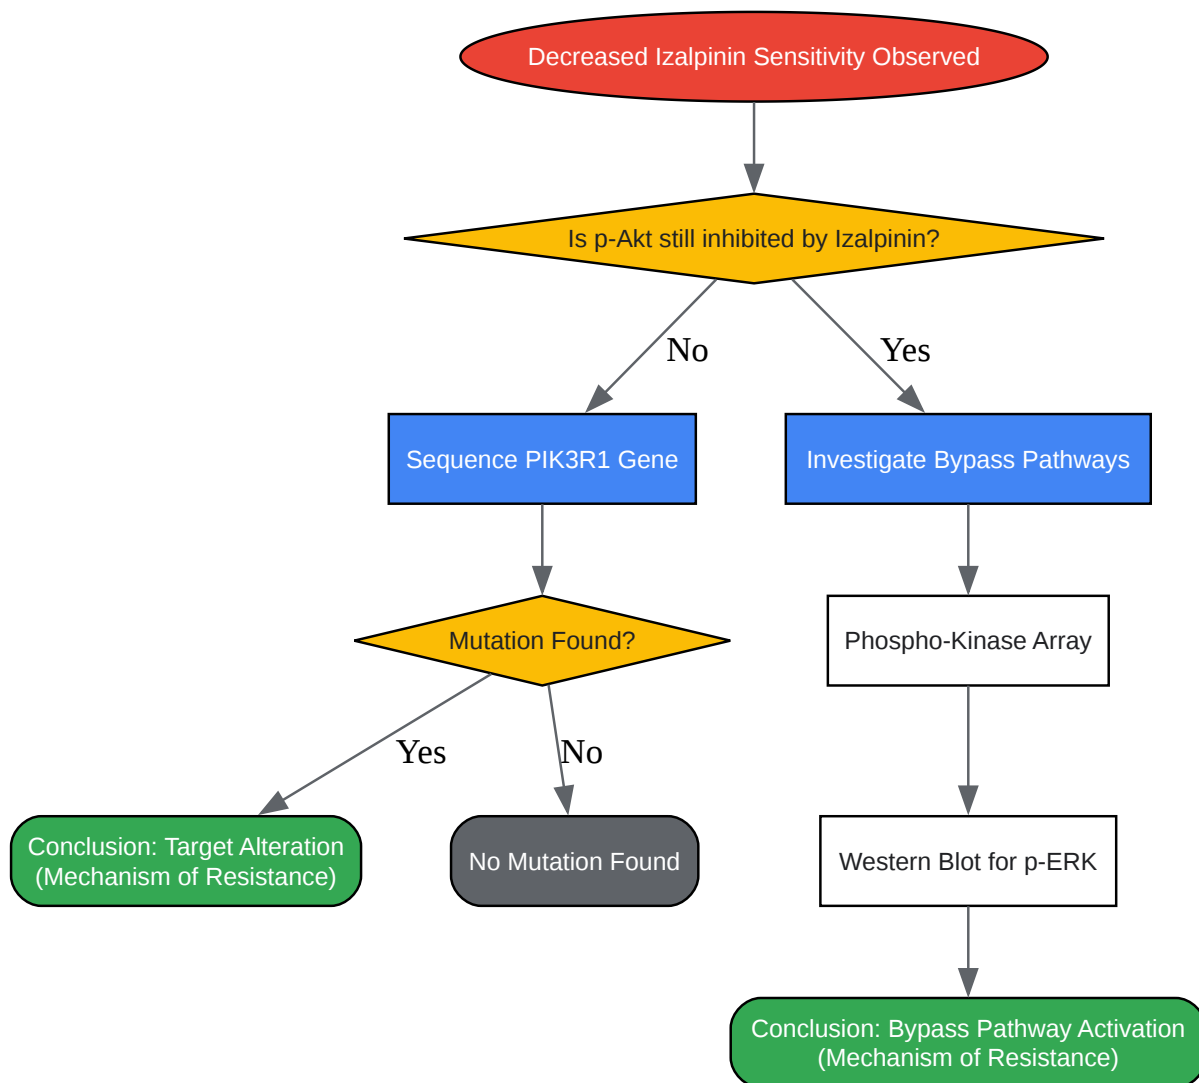 Decreased Izalpinin Sensitivity Observed
Is p-Akt still inhibited by Izalpinin?
No
Yes
Sequence PIK3R1 Gene
Investigate Bypass Pathways
Mutation Found?
Phospho-Kinase Array
Yes
No
Conclusion: Target Alteration
(Mechanism of Resistance)
No Mutation Found
Western Blot for p-ERK
Conclusion: Bypass Pathway Activation
(Mechanism of Resistance)